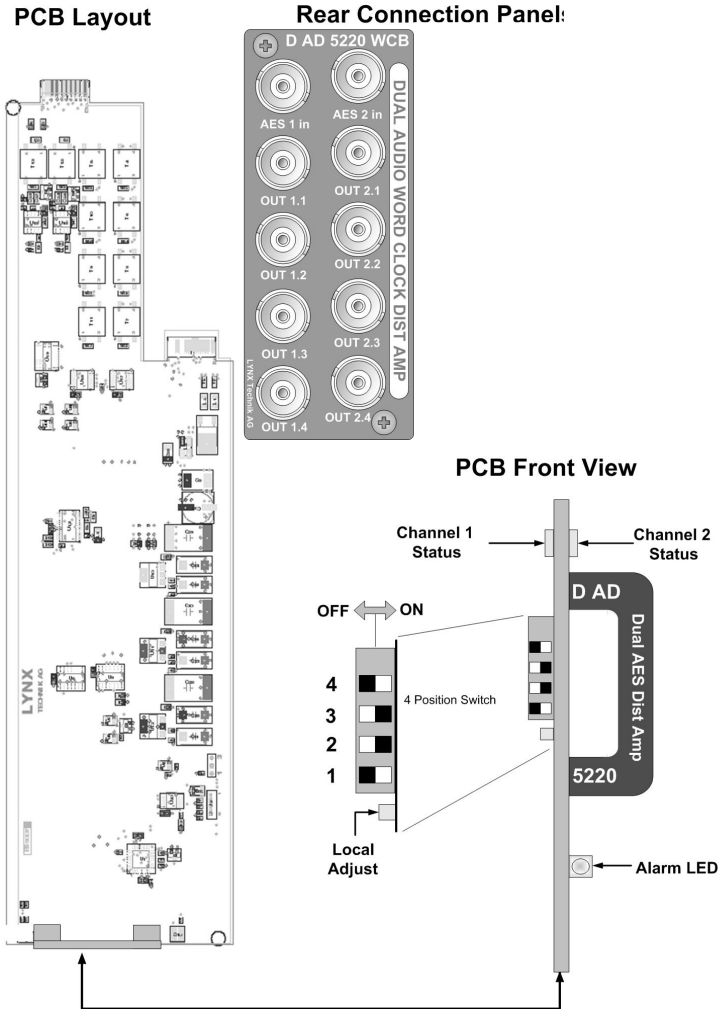 PCB Layout
Rear Connection Panels
D AD 5220 WCB
AES 1 in
AES 2 in
OUT 1.1
OUT 2.1
OUT 1.2
OUT 2.2
OUT 1.3
OUT 2.3
OUT 1.4
OUT 2.4
DUAL AUDIO WORD CLOCK DIST AMP
LYNX Technik AG
LYNX
TECHNIK AG
PCB Front View
Channel 1
Status
Channel 2
Status
OFF
ON
4
3
2
1
4 Position Switch
Local
Adjust
D AD
Dual AES Dist Amp
5220
Alarm LED